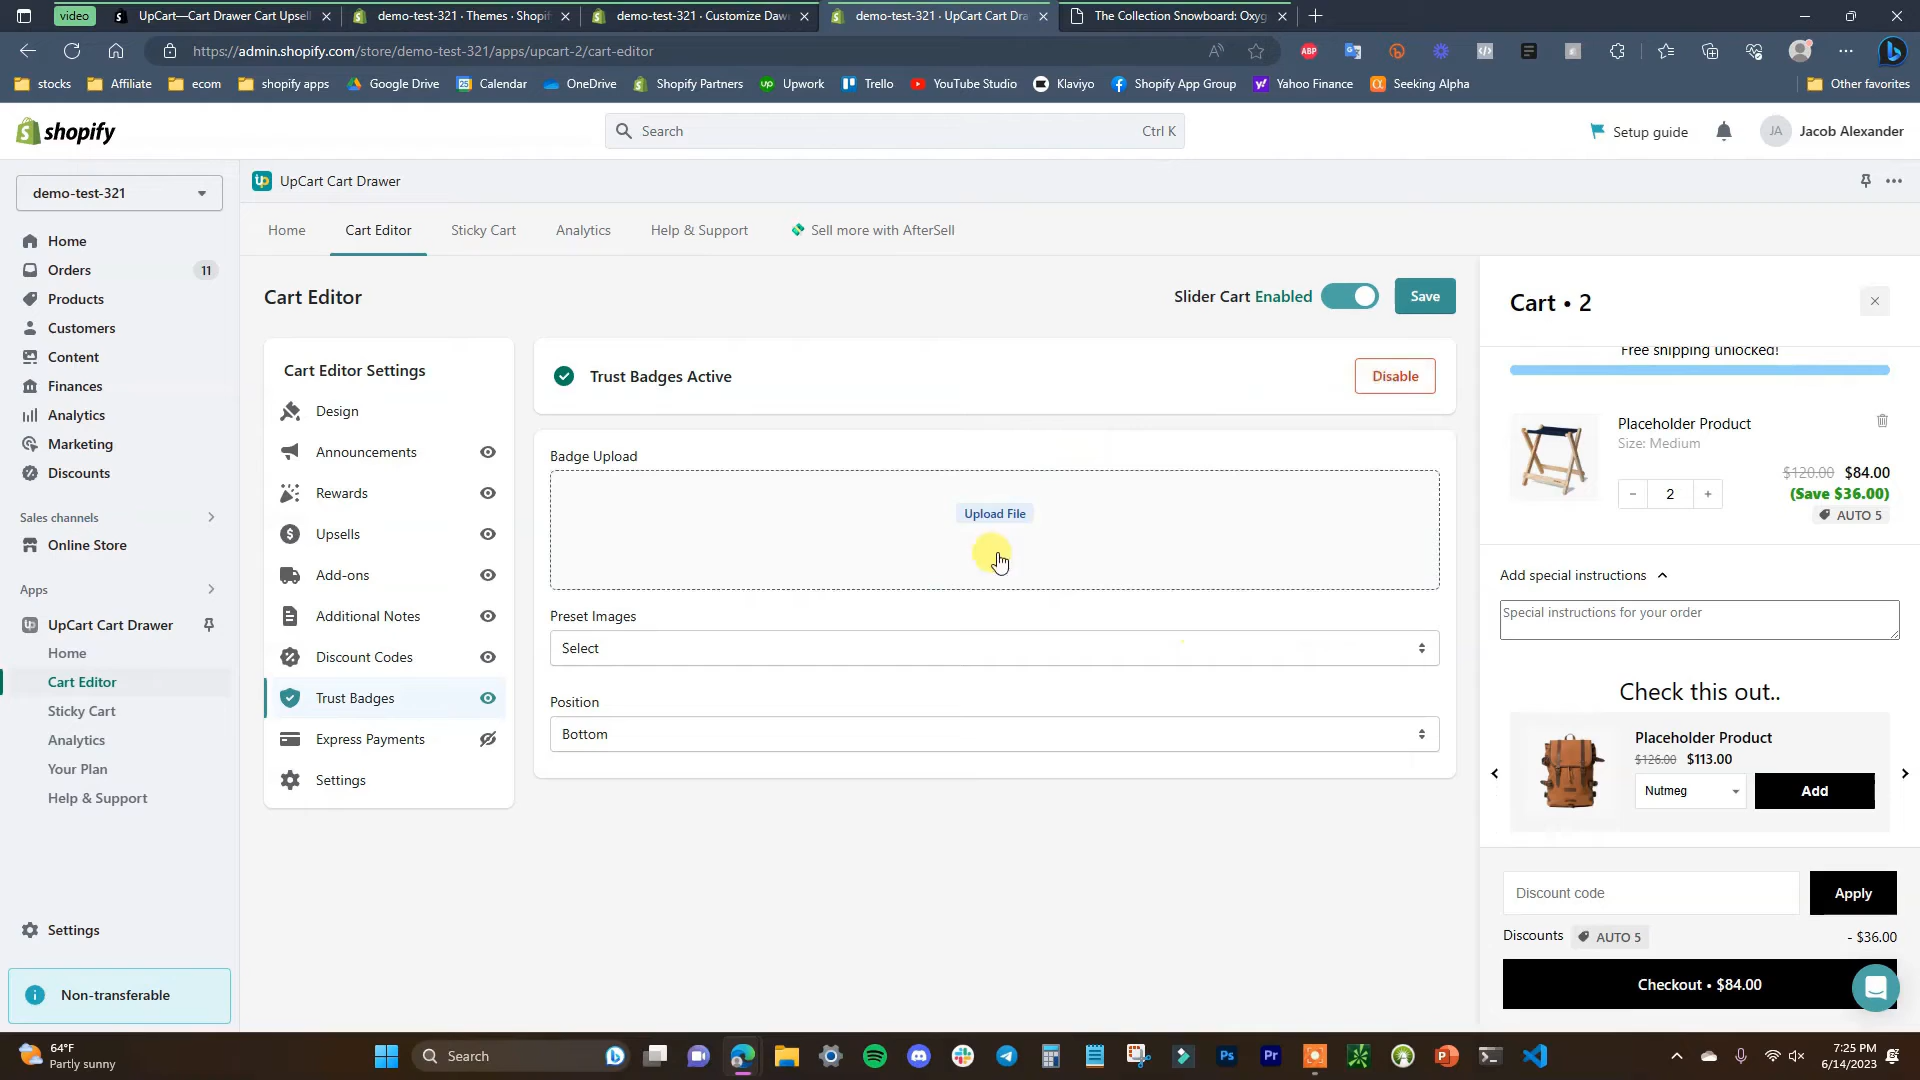 video
UpCart—Cart Drawer Cart Upsell
demo-test-321 · Themes · Shopif
demo-test-321 · Customize Daw
demo-test-321 · UpCart Cart Dra
The Collection Snowboard: Oxyg
https://admin.shopify.com/store/demo-test-321/apps/upcart-2/cart-editor
ABP
stocks
Affiliate
ecom
shopify apps
Google Drive
Calendar
OneDrive
Shopify Partners
Upwork
Trello
YouTube Studio
Klaviyo
Shopify App Group
Yahoo Finance
Seeking Alpha
Other favorites
shopify
Search
Ctrl K
Setup guide
JA
Jacob Alexander
demo-test-321
UpCart Cart Drawer
Home
Cart Editor
Sticky Cart
Analytics
Help & Support
Sell more with AfterSell
Home
Orders
11
Products
Customers
Content
Finances
Analytics
Marketing
Discounts
Sales channels
Online Store
Apps
UpCart Cart Drawer
Home
Cart Editor
Sticky Cart
Analytics
Your Plan
Help & Support
Settings
Non-transferable
Cart Editor
Slider Cart Enabled
Save
Cart Editor Settings
Design
Announcements
Rewards
Upsells
Add-ons
Additional Notes
Discount Codes
Trust Badges
Express Payments
Settings
Trust Badges Active
Disable
Badge Upload
Upload File
Preset Images
Select
Position
Bottom
Cart • 2
Free shipping unlocked!
Placeholder Product
Size: Medium
$120.00 $84.00
(Save $36.00)
AUTO 5
− 2 +
Add special instructions
Special instructions for your order
Check this out..
Placeholder Product
$126.00 $113.00
Nutmeg
Add
Discount code
Apply
Discounts
AUTO 5
- $36.00
Checkout • $84.00
64°F
Partly sunny
Search
7:25 PM
6/14/2023